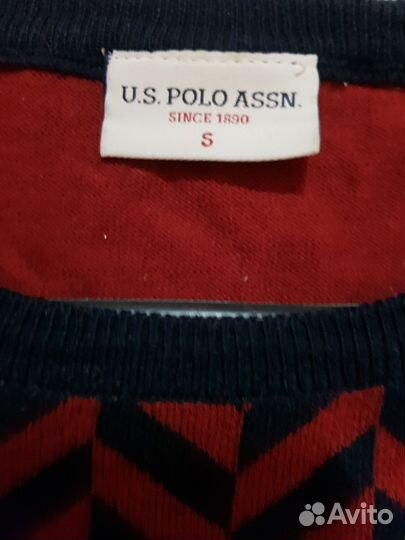 U.S. POLO ASSN.
SINCE 1890
S
Avito